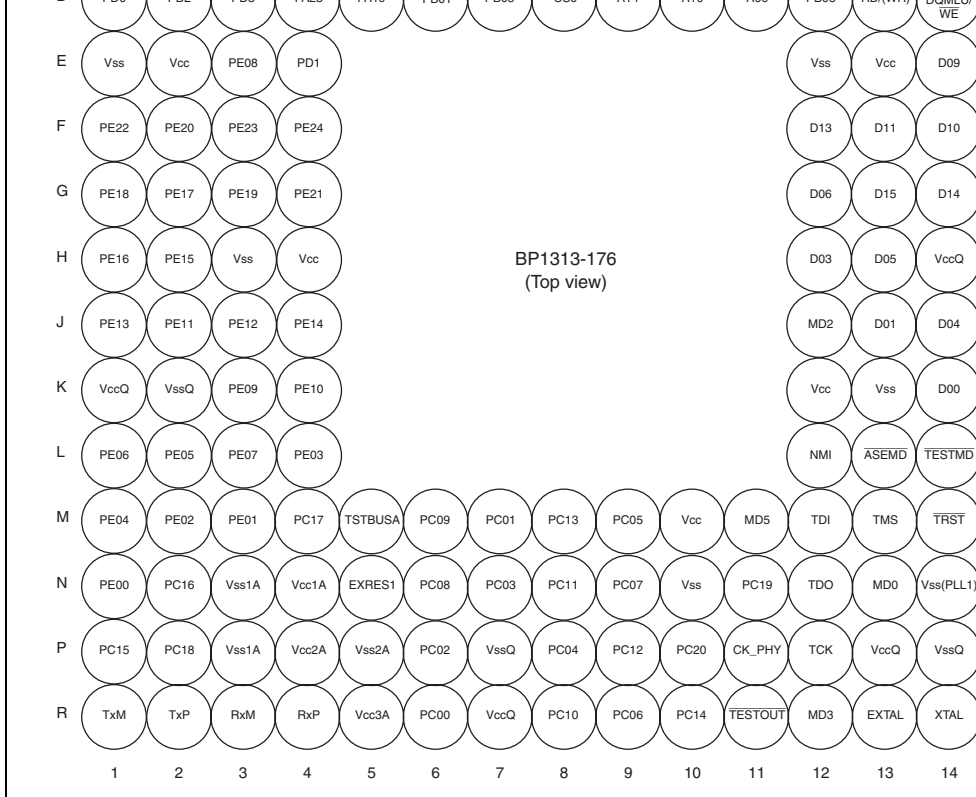 E Vss Vcc PE08 PD1 Vss Vcc D09
F PE22 PE20 PE23 PE24 D13 D11 D10
G PE18 PE17 PE19 PE21 D06 D15 D14
H PE16 PE15 Vss Vcc BP1313-176 D03 D05 VccQ
(Top view)
J PE13 PE11 PE12 PE14 MD2 D01 D04
K VccQ VssQ PE09 PE10 Vcc Vss D00
L PE06 PE05 PE07 PE03 NMI ASEMD TESTMD
M PE04 PE02 PE01 PC17 TSTBUSA PC09 PC01 PC13 PC05 Vcc MD5 TDI TMS TRST
N PE00 PC16 Vss1A Vcc1A EXRES1 PC08 PC03 PC11 PC07 Vss PC19 TDO MD0 Vss(PLL1)
P PC15 PC18 Vss1A Vcc2A Vss2A PC02 VssQ PC04 PC12 PC20 CK_PHY TCK VccQ VssQ
R TxM TxP RxM RxP Vcc3A PC00 VccQ PC10 PC06 PC14 TESTOUT MD3 EXTAL XTAL
1 2 3 4 5 6 7 8 9 10 11 12 13 14